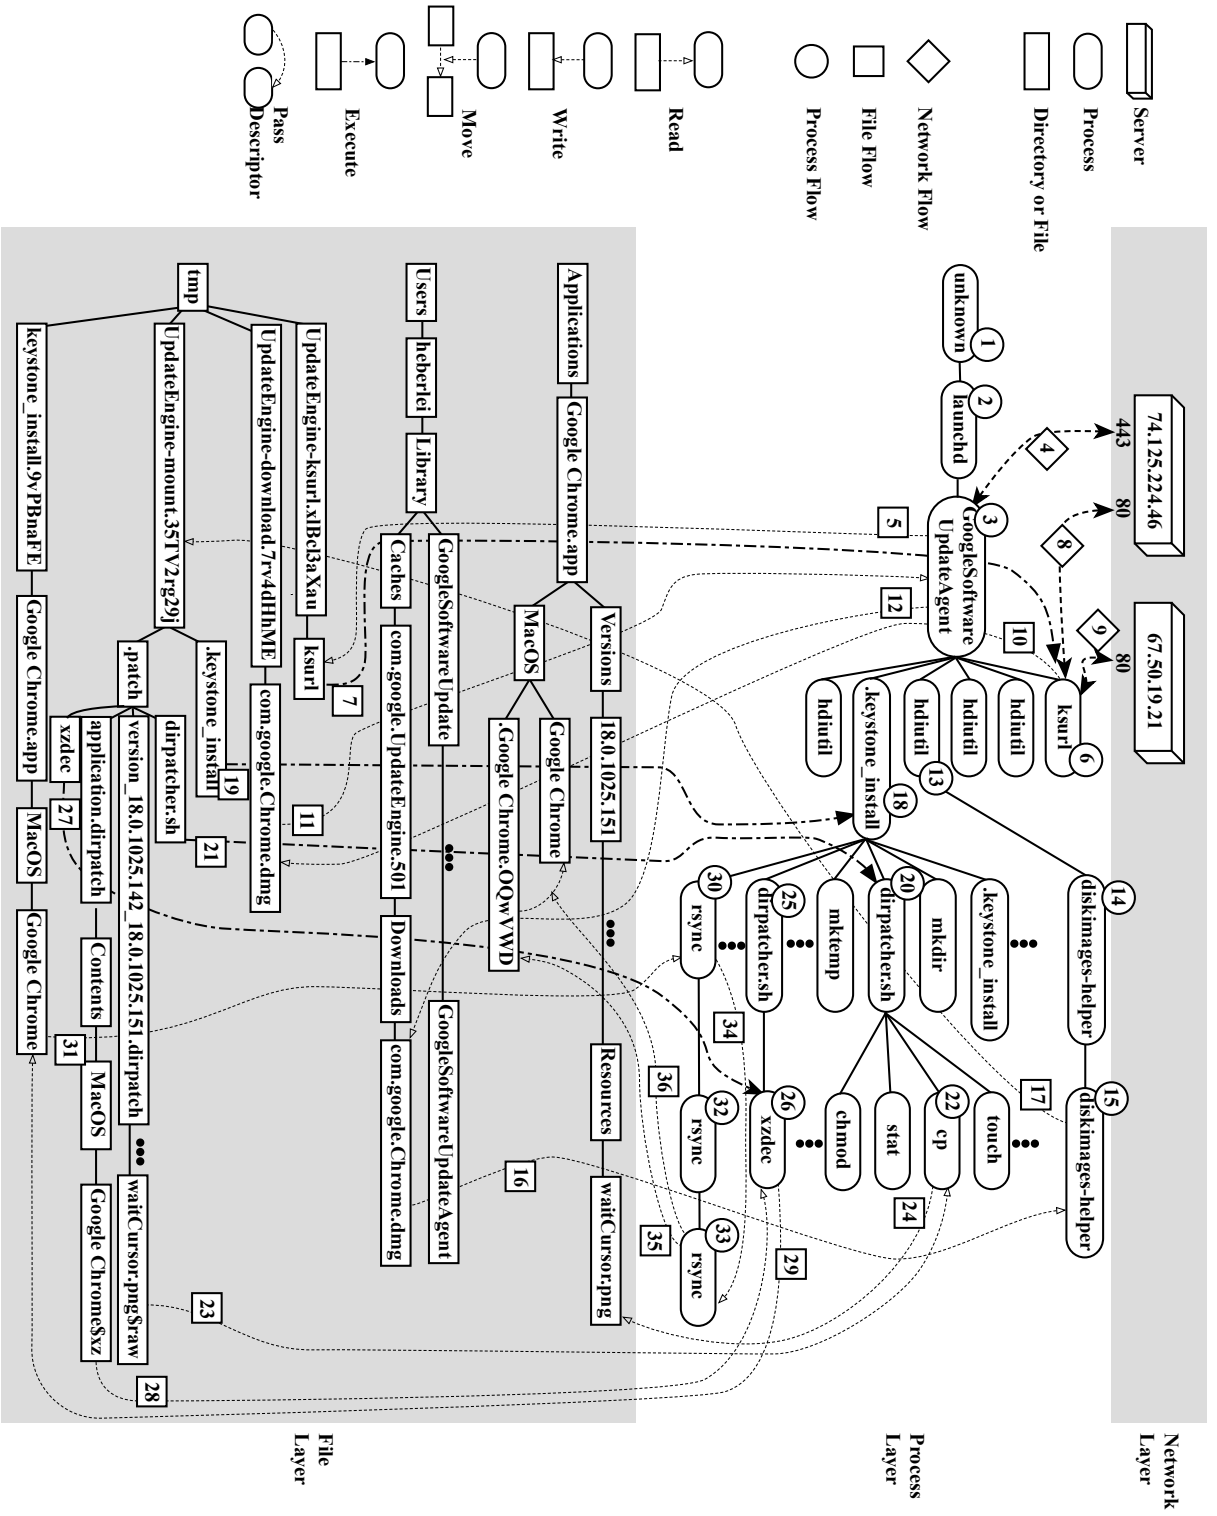 Server
Process
Directory or File
Network Flow
File Flow
Process Flow
Read
Write
Move
Execute
Pass
Descriptor
Network
Layer
74.125.224.46
443
80
67.50.19.21
80
4
8
9
Process
Layer
unknown
1
launchd
2
GoogleSoftware
UpdateAgent
3
5
12
10
ksurl
6
hdiutil
hdiutil
hdiutil
13
.keystone_install
18
hdiutil
diskimages-helper
14
diskimages-helper
15
.keystone_install
mkdir
dirpatcher.sh
20
mktemp
dirpatcher.sh
25
rsync
30
touch
cp
22
stat
chmod
xzdec
26
rsync
32
rsync
33
17
24
34
36
29
35
File
Layer
Applications
Google Chrome.app
Versions
18.0.1025.151
Resources
waitCursor.png
MacOS
Google Chrome
.Google Chrome.OQwVWD
Users
heberlei
Library
GoogleSoftwareUpdate
GoogleSoftwareUpdateAgent
Caches
com.google.UpdateEngine.501
Downloads
com.google.Chrome.dmg
16
tmp
UpdateEngine-ksurl.xlBcl3aXau
ksurl
7
UpdateEngine-download.7rv4dHhME
com.google.Chrome.dmg
11
UpdateEngine-mount.35TV2rg29j
.keystone_install
19
.patch
dirpatcher.sh
21
version_18.0.1025.142_18.0.1025.151.dirpatch
waitCursor.png$raw
23
application.dirpatch
Contents
MacOS
Google Chrome$xz
28
xzdec
27
keystone_install.9vPBnaFE
Google Chrome.app
MacOS
Google Chrome
31